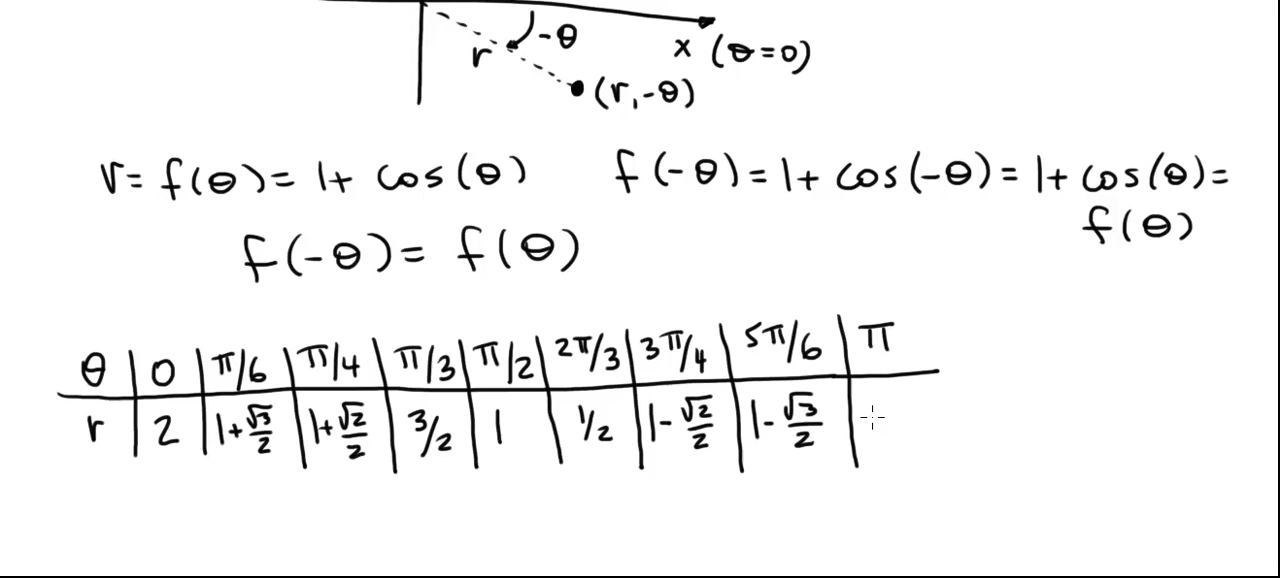 -θ
r
x (θ=0)
(r,-θ)
r= f(θ)= 1+ cos(θ) f(-θ)= 1+ cos(-θ)= 1+ cos(θ)=
f(θ)
f(-θ)= f(θ)
θ | 0 | π/6 | π/4 | π/3 | π/2 | 2π/3 | 3π/4 | 5π/6 | π
r | 2 | 1+√3/2 | 1+√2/2 | 3/2 | 1 | 1/2 | 1-√2/2 | 1-√3/2 |